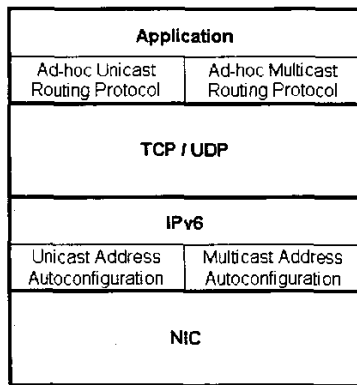 Application
Ad-hoc Unicast
Routing Protocol
Ad-hoc Multicast
Routing Protocol
TCP / UDP
IPv6
Unicast Address
Autoconfiguration
Multicast Address
Autoconfiguration
NIC